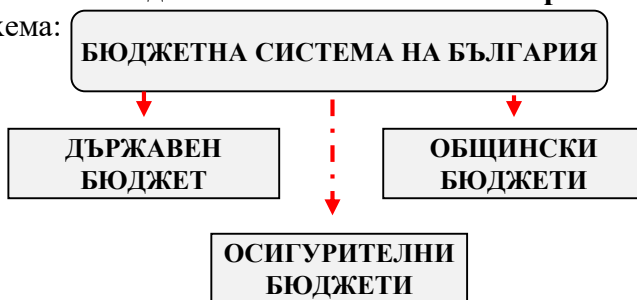 хема:
БЮДЖЕТНА СИСТЕМА НА БЪЛГАРИЯ
ДЪРЖАВЕН
БЮДЖЕТ
ОБЩИНСКИ
БЮДЖЕТИ
ОСИГУРИТЕЛНИ
БЮДЖЕТИ